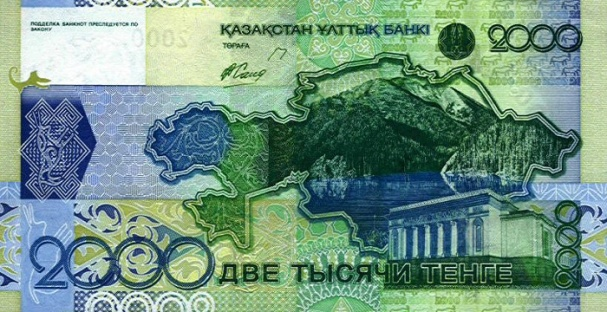 ПОДДЕЛКА БАНКНОТ ПРЕСЛЕДУЕТСЯ ПО
ЗАКОНУ
ҚАЗАҚСТАН ҰЛТТЫҚ БАНКІ
2000
ТӨРАҒА
2000
2000 ДВЕ ТЫСЯЧИ ТЕНГЕ